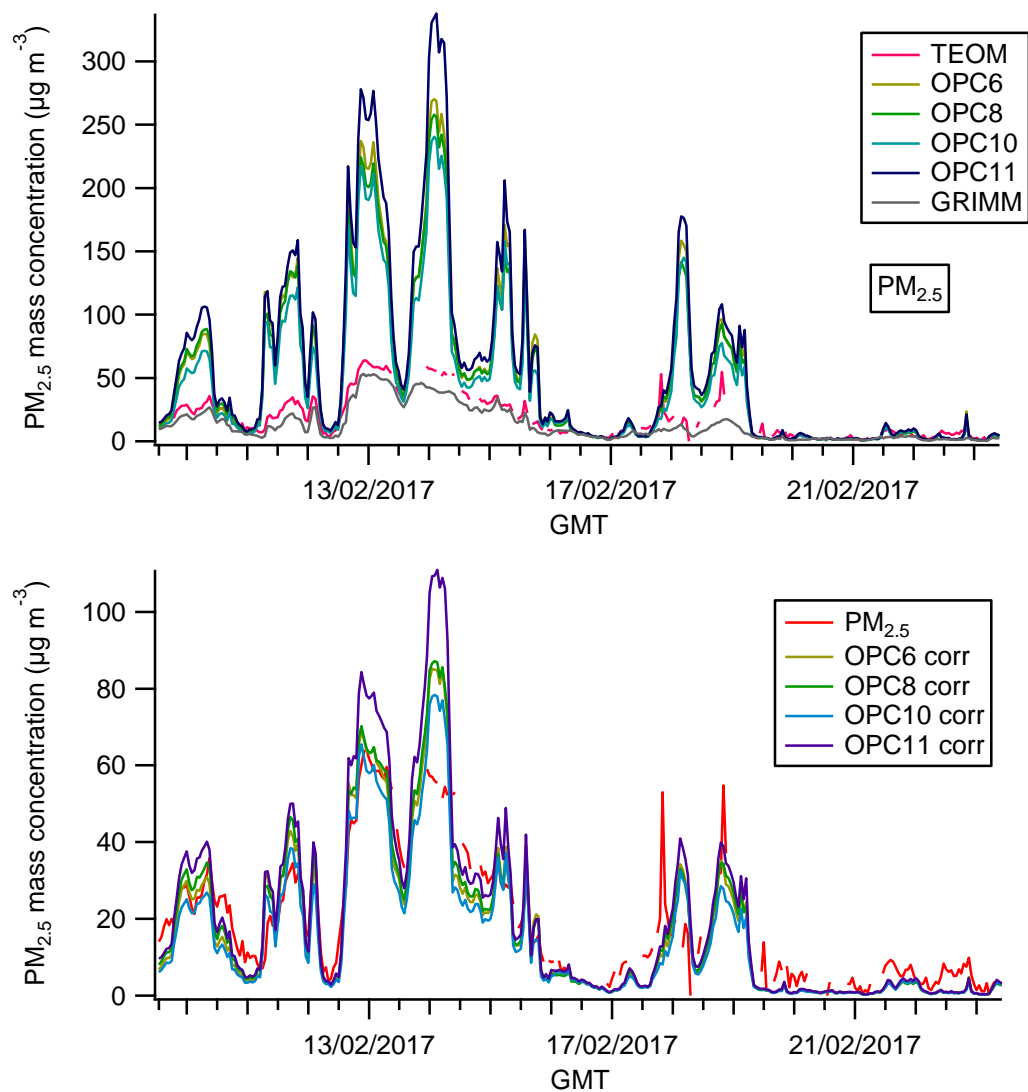 PM2.5 mass concentration (µg m-3)
300
250
200
150
100
50
0
TEOM
OPC6
OPC8
OPC10
OPC11
GRIMM
PM2.5
13/02/2017
17/02/2017
21/02/2017
GMT
PM2.5 mass concentration (µg m-3)
100
80
60
40
20
0
PM2.5
OPC6 corr
OPC8 corr
OPC10 corr
OPC11 corr
13/02/2017
17/02/2017
21/02/2017
GMT